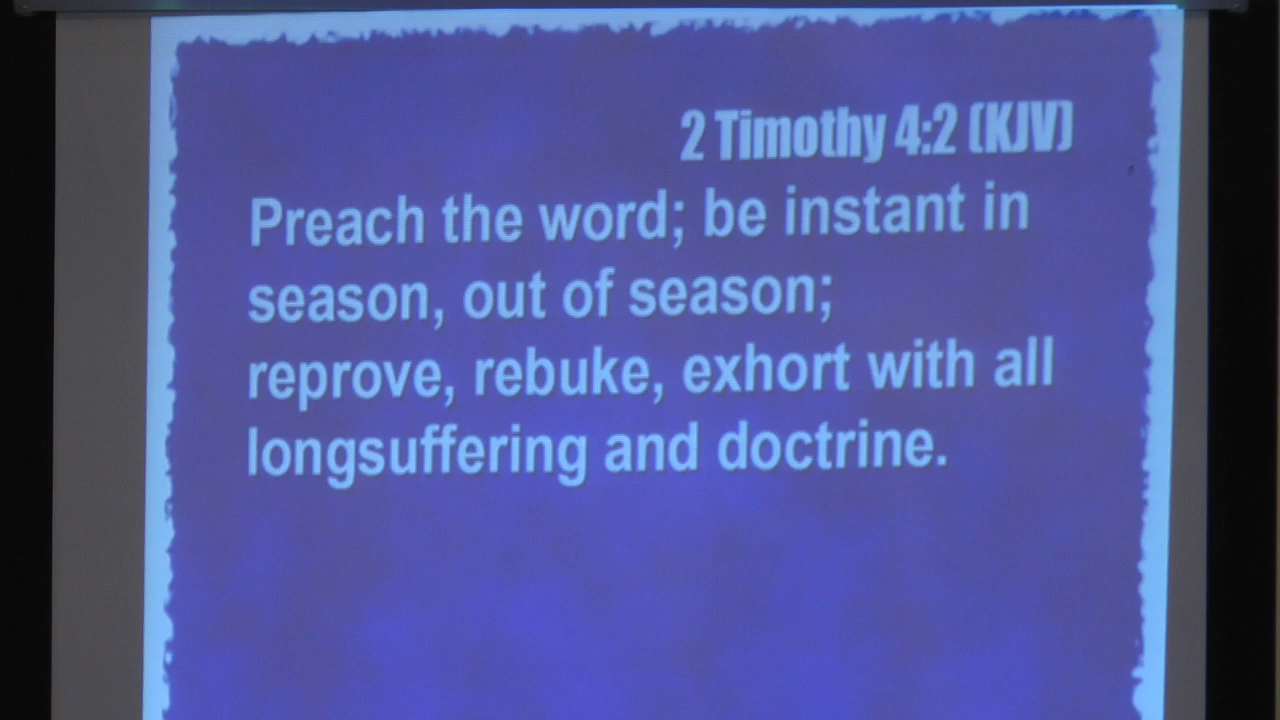 2 Timothy 4:2 (KJV)
Preach the word; be instant in
season, out of season;
reprove, rebuke, exhort with all
longsuffering and doctrine.